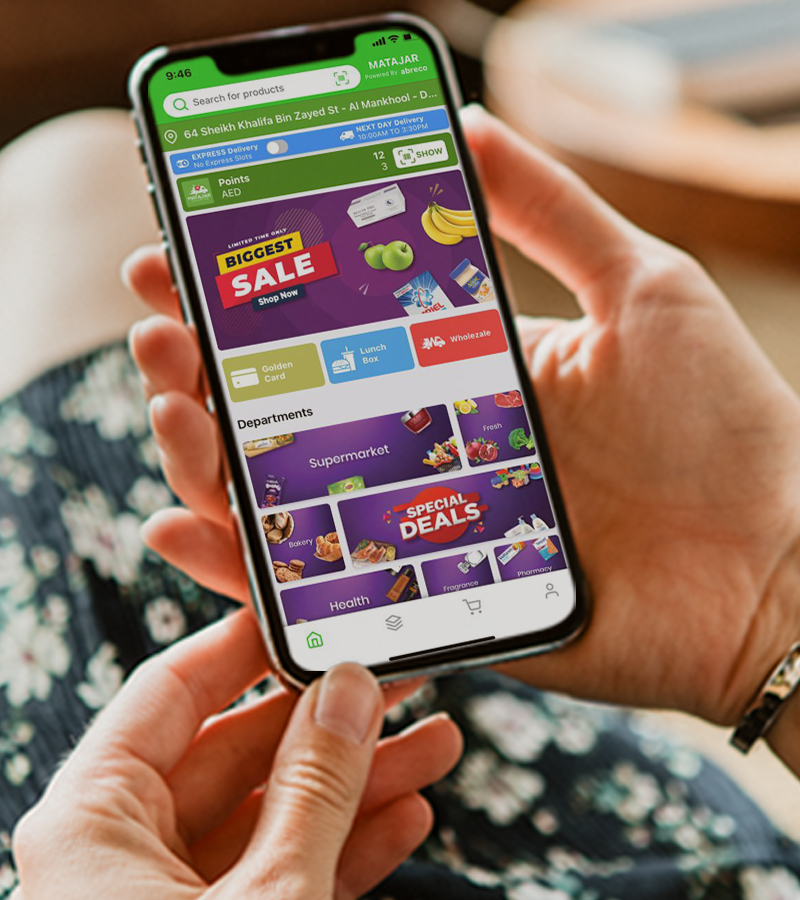 9:46
MATAJAR
Powered By abreco
Search for products
64 Sheikh Khalifa Bin Zayed St - Al Mankhool - D...
EXPRESS Delivery
No Express Slots
NEXT DAY Delivery
10:00AM TO 3:30PM
Points
AED
12
3
SHOW
MATAJAR
LIMITED TIME ONLY
BIGGEST
SALE
Shop Now
Golden
Card
Lunch
Box
Wholezale
Departments
Supermarket
Fresh
Bakery
SPECIAL
DEALS
Health
Fragrance
Pharmacy